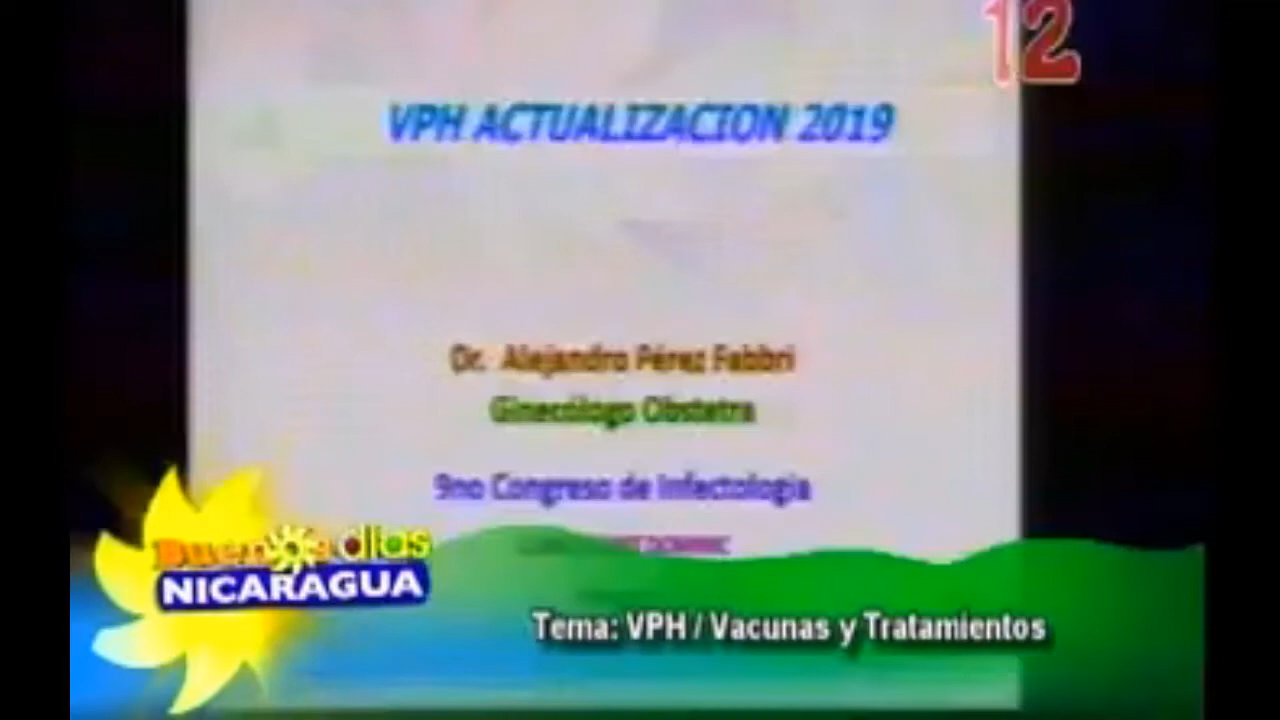 12
VPH ACTUALIZACION 2019
Dr. Alejandro Pérez Fabbri
Ginecólogo Obstetra
9no Congreso de Infectologia
Buenos dias
NICARAGUA
Tema: VPH / Vacunas y Tratamientos